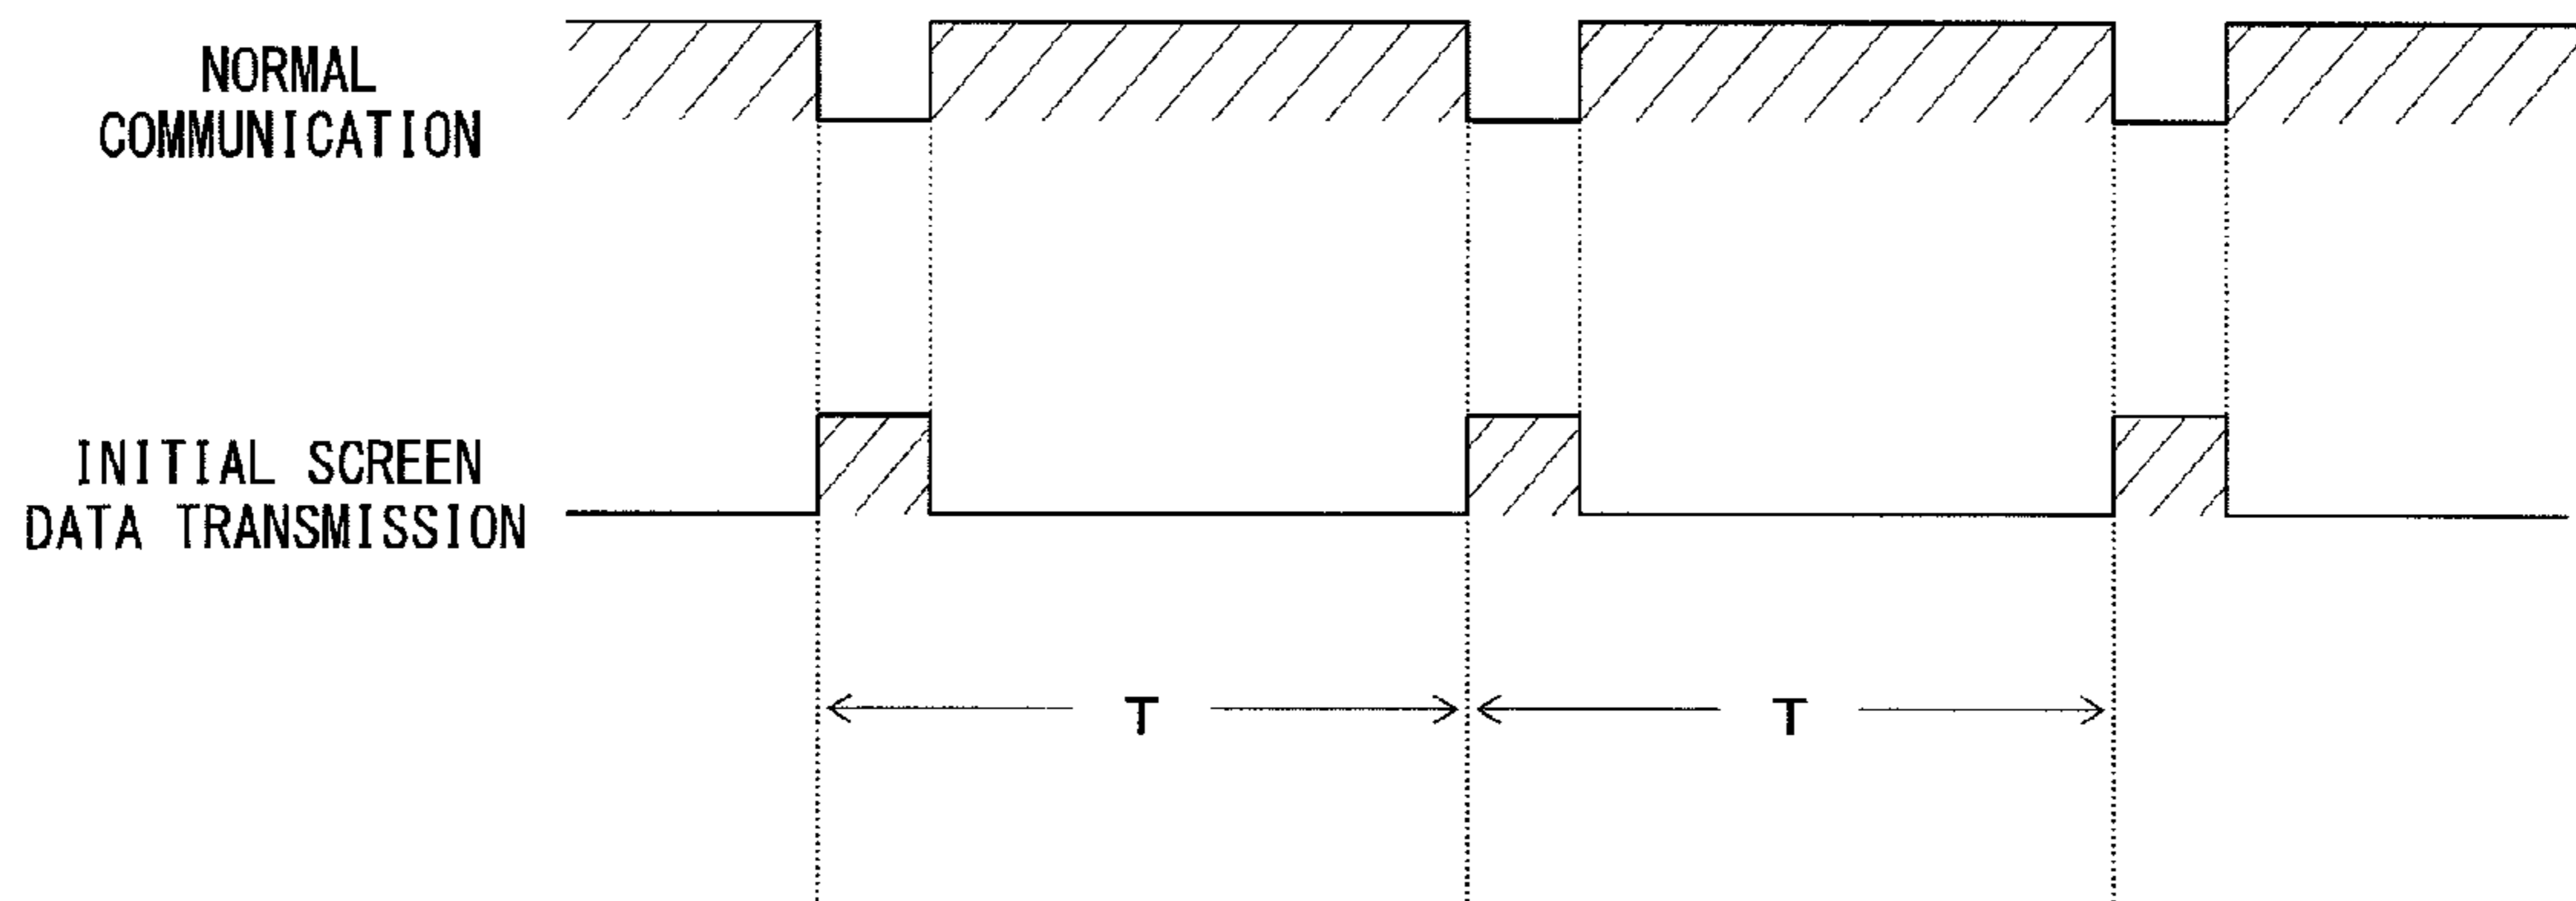 NORMAL
COMMUNICATION
INITIAL SCREEN
DATA TRANSMISSION
T
T